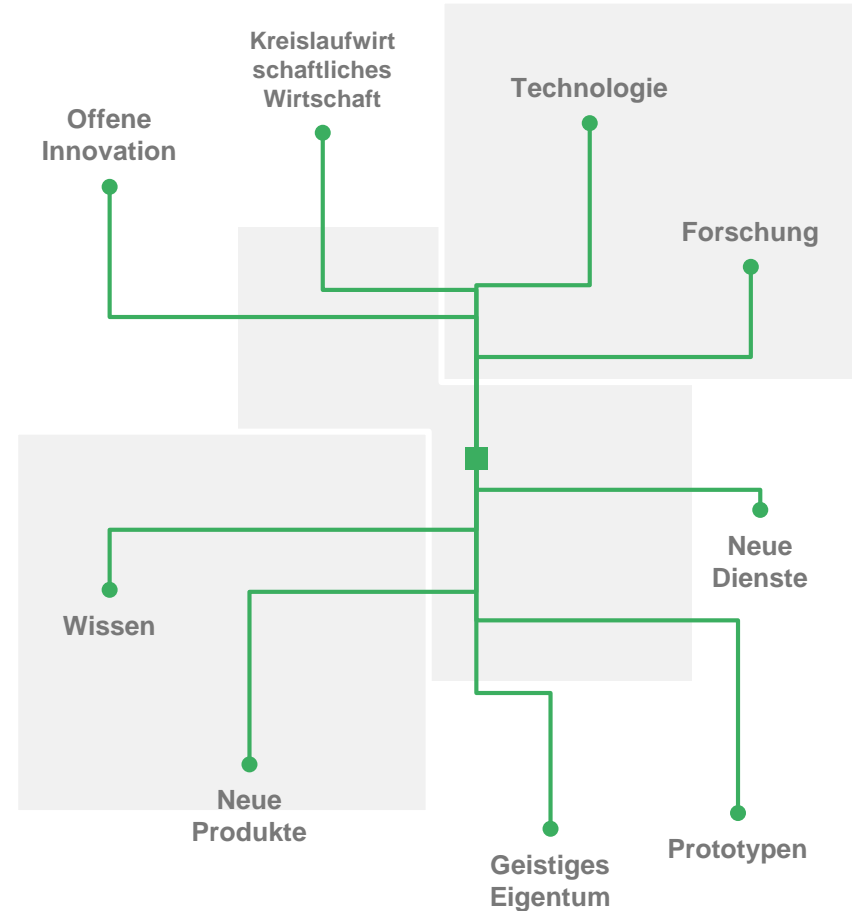 Kreislaufwirt
schaftliches
Wirtschaft
Technologie
Offene
Innovation
Forschung
Neue
Dienste
Wissen
Neue
Produkte
Prototypen
Geistiges
Eigentum